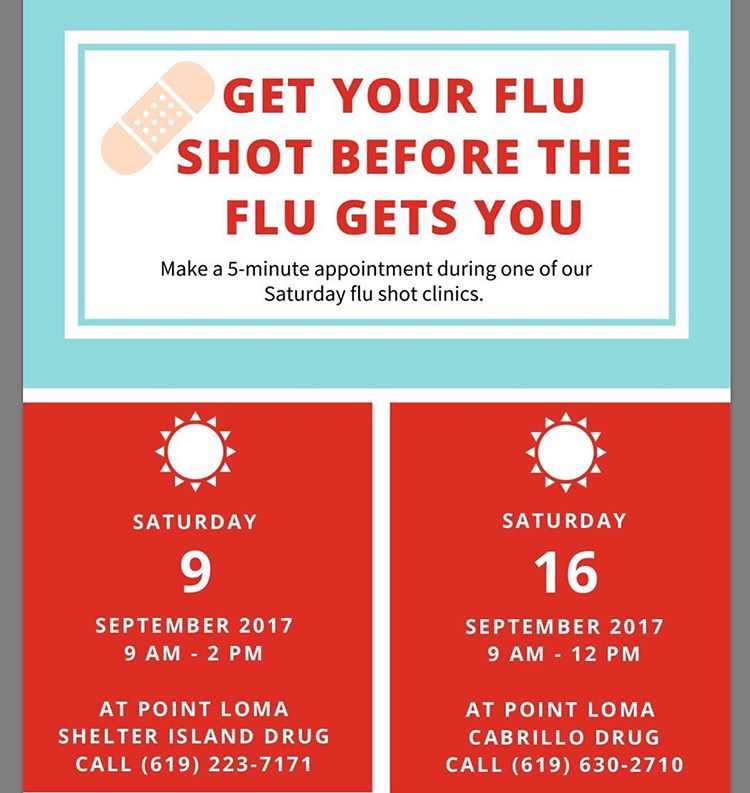 GET YOUR FLU
SHOT BEFORE THE
FLU GETS YOU
Make a 5-minute appointment during one of our
Saturday flu shot clinics.
SATURDAY
9
SEPTEMBER 2017
9 AM - 2 PM
AT POINT LOMA
SHELTER ISLAND DRUG
CALL (619) 223-7171
SATURDAY
16
SEPTEMBER 2017
9 AM - 12 PM
AT POINT LOMA
CABRILLO DRUG
CALL (619) 630-2710